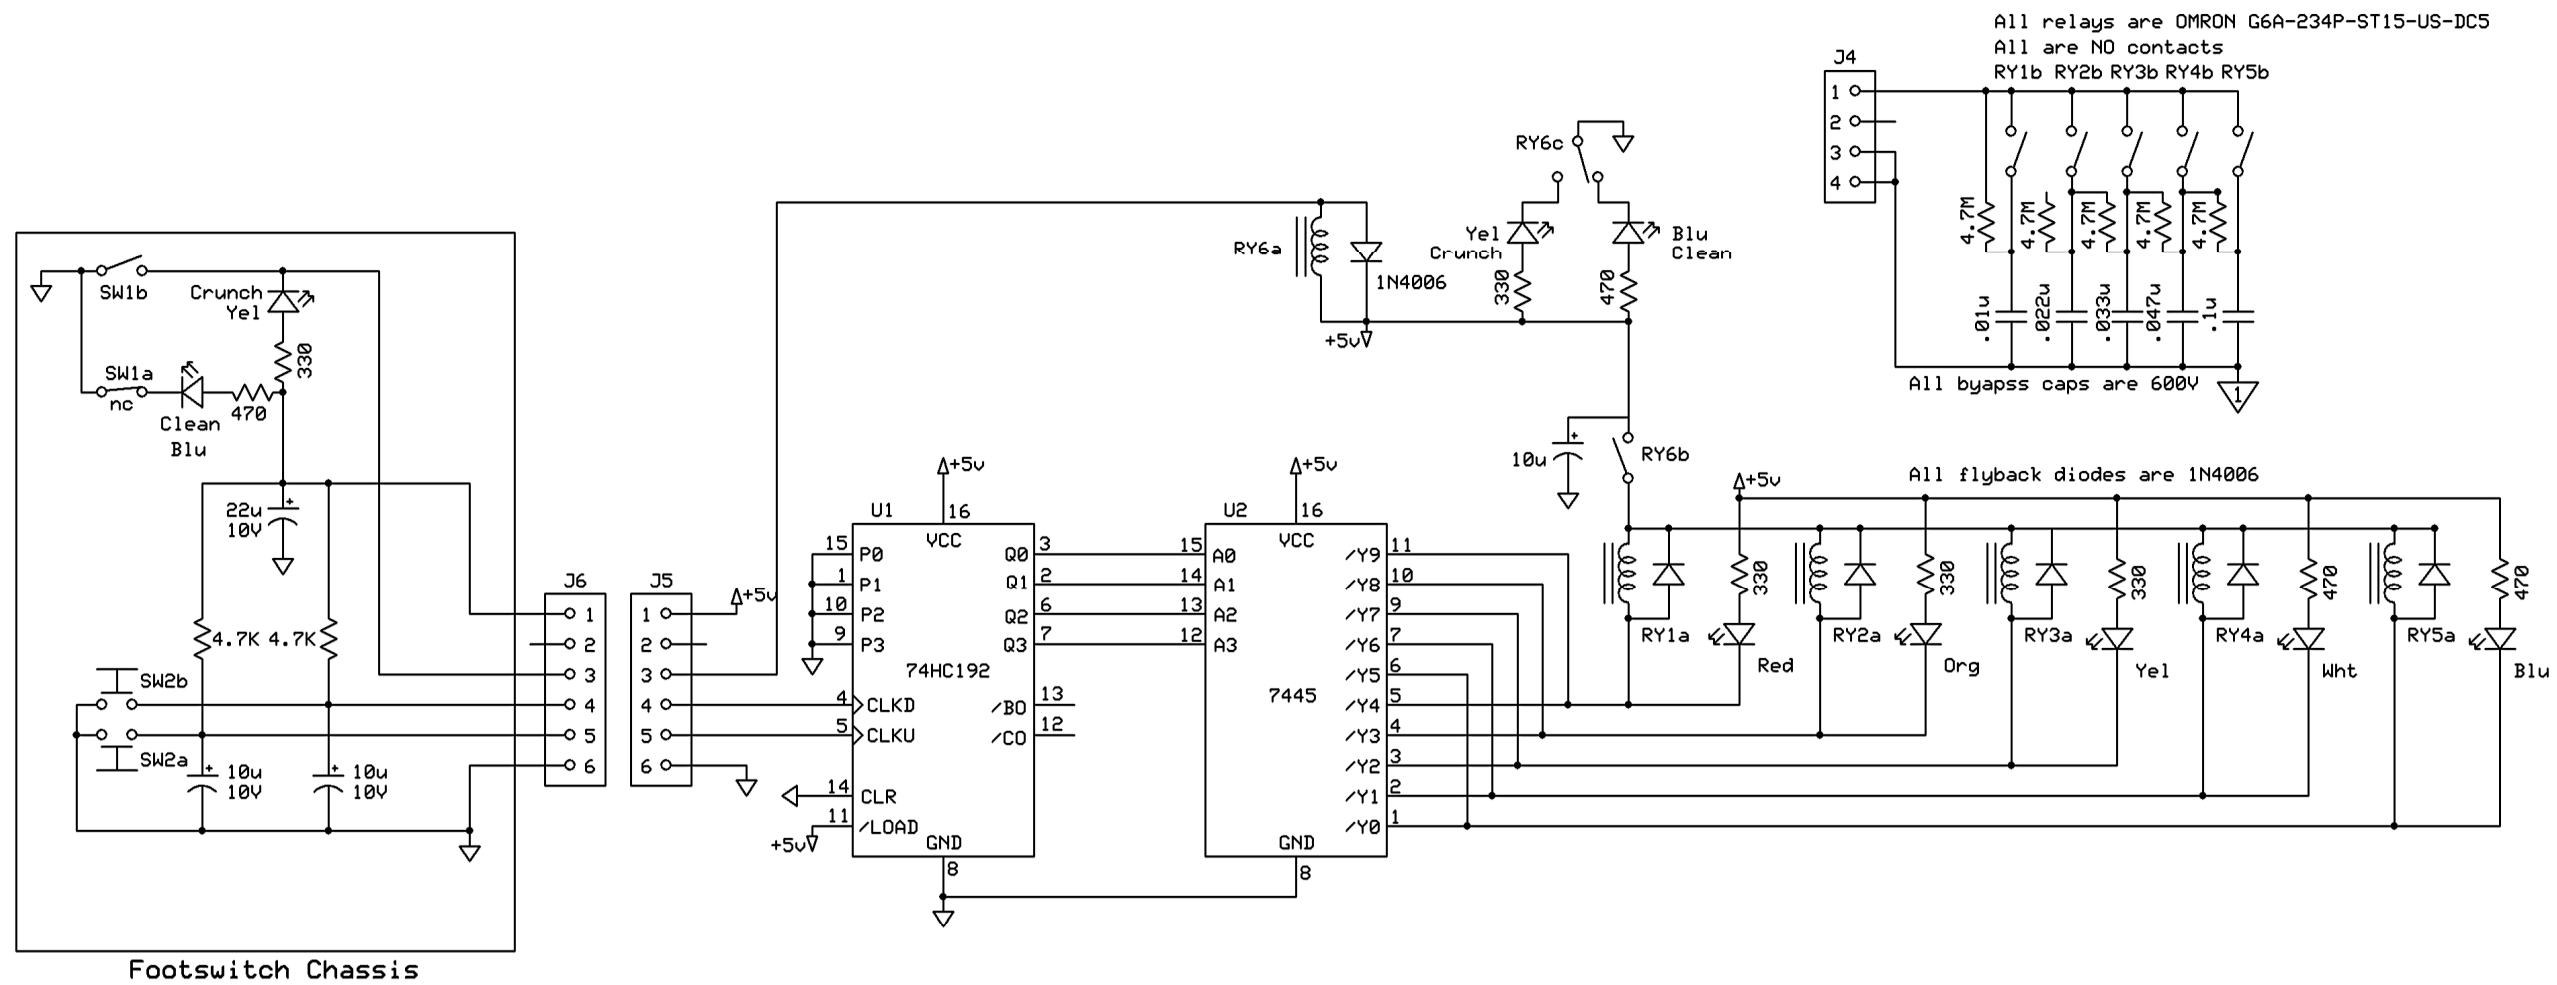 All relays are OMRON G6A-234P-ST15-US-DC5
All are NO contacts
RY1b RY2b RY3b RY4b RY5b
J4
1
2
3
4
4.7M
4.7M
4.7M
4.7M
4.7M
.01u
.022u
.033u
.047u
.1u
All byapss caps are 600V
1
RY6c
RY6a
1N4006
+5v
Yel
Crunch
330
Blu
Clean
470
10u
+
RY6b
SW1b
Crunch
Yel
330
SW1a
nc
Clean
Blu
470
22u
10V
+
4.7K
4.7K
SW2b
SW2a
10u
10V
+
10u
10V
+
J6
1
2
3
4
5
6
Footswitch Chassis
J5
1
2
3
4
5
6
+5v
U1
+5v
16
VCC
15 P0
1 P1
10 P2
9 P3
4 CLKD
5 CLKU
14 CLR
11 /LOAD
+5v
Q0 3
Q1 2
Q2 6
Q3 7
74HC192
/BO 13
/CO 12
GND
8
U2
+5v
16
VCC
15 A0
14 A1
13 A2
12 A3
7445
/Y9 11
/Y8 10
/Y7 9
/Y6 7
/Y5 6
/Y4 5
/Y3 4
/Y2 3
/Y1 2
/Y0 1
GND
8
All flyback diodes are 1N4006
+5v
RY1a
330
Red
RY2a
330
Org
RY3a
330
Yel
RY4a
470
Wht
RY5a
470
Blu